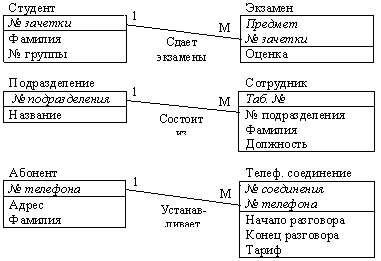 Студент
№ зачетки
Фамилия
№ группы
1
М
Сдает
экзамены
Экзамен
Предмет
№ зачетки
Оценка
Подразделение
№ подразделения
Название
1
М
Состоит
из
Сотрудник
Таб. №
№ подразделения
Фамилия
Должность
Абонент
№ телефона
Адрес
Фамилия
1
М
Устанав-
ливает
Телеф. соединение
№ соединения
№ телефона
Начало разговора
Конец разговора
Тариф